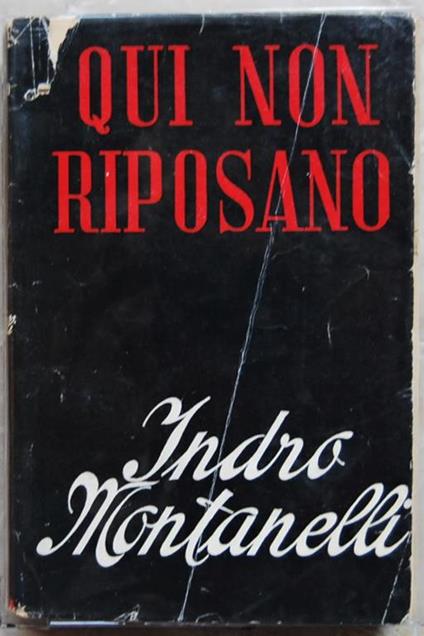 QUI NON
RIPOSANO
Indro
Montanelli